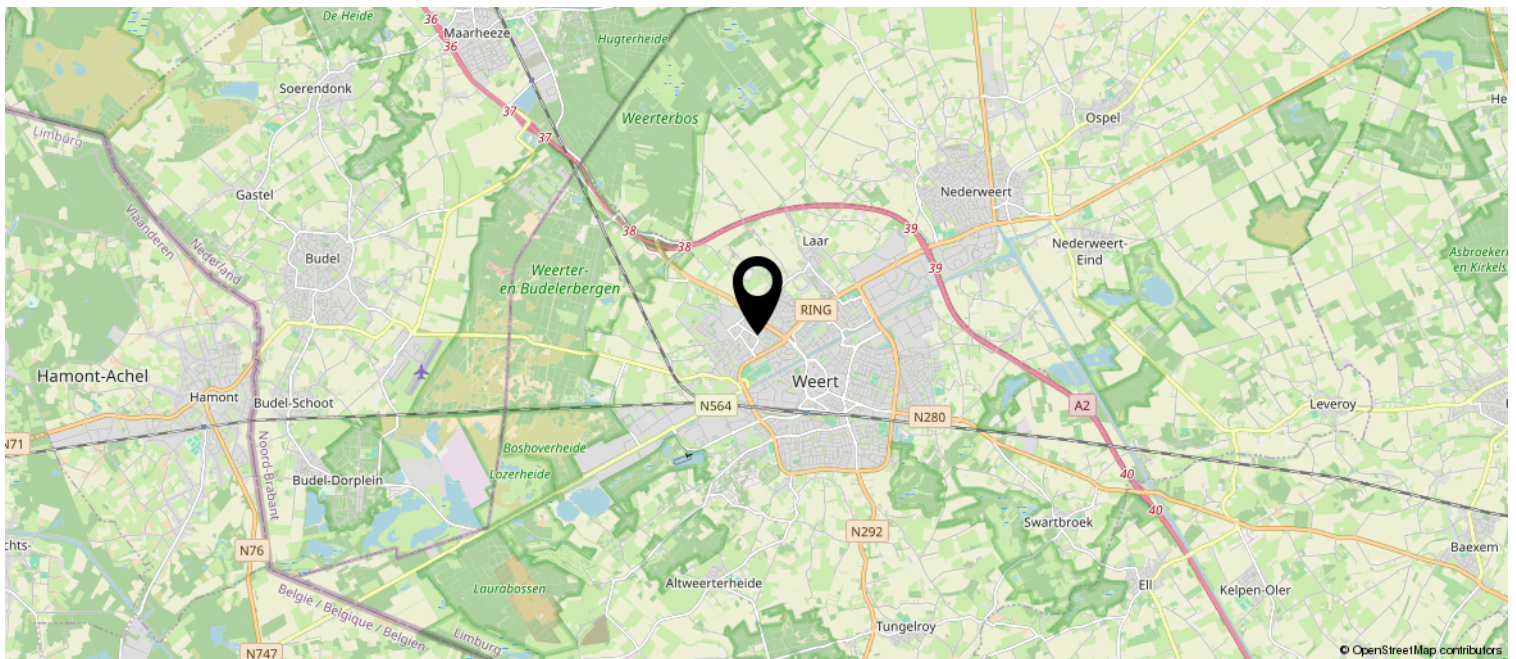 De Heide
36
Maarheeze
36
Hugterheide
Soerendonk
37
37
Weerterbos
Ospel
Limburg
Gastel
Vlaanderen
Nederland
Nederweert
38
38
39
Laar
Nederweert-
Eind
39
Budel
Weerter-
en Budelerbergen
RING
Hamont-Achel
Hamont
Budel-Schoot
Weert
N564
N280
A2
Leveroy
N71
Noord-Brabant
Boshoverheide
Lozerheide
Budel-Dorplein
40
40
Swartbroek
N76
N292
Baexem
Laurabossen
Altweerterheide
Ell
Kelpen-Oler
België / Belgique / Belgien
Limburg
Tungelroy
N747
© OpenStreetMap contributors